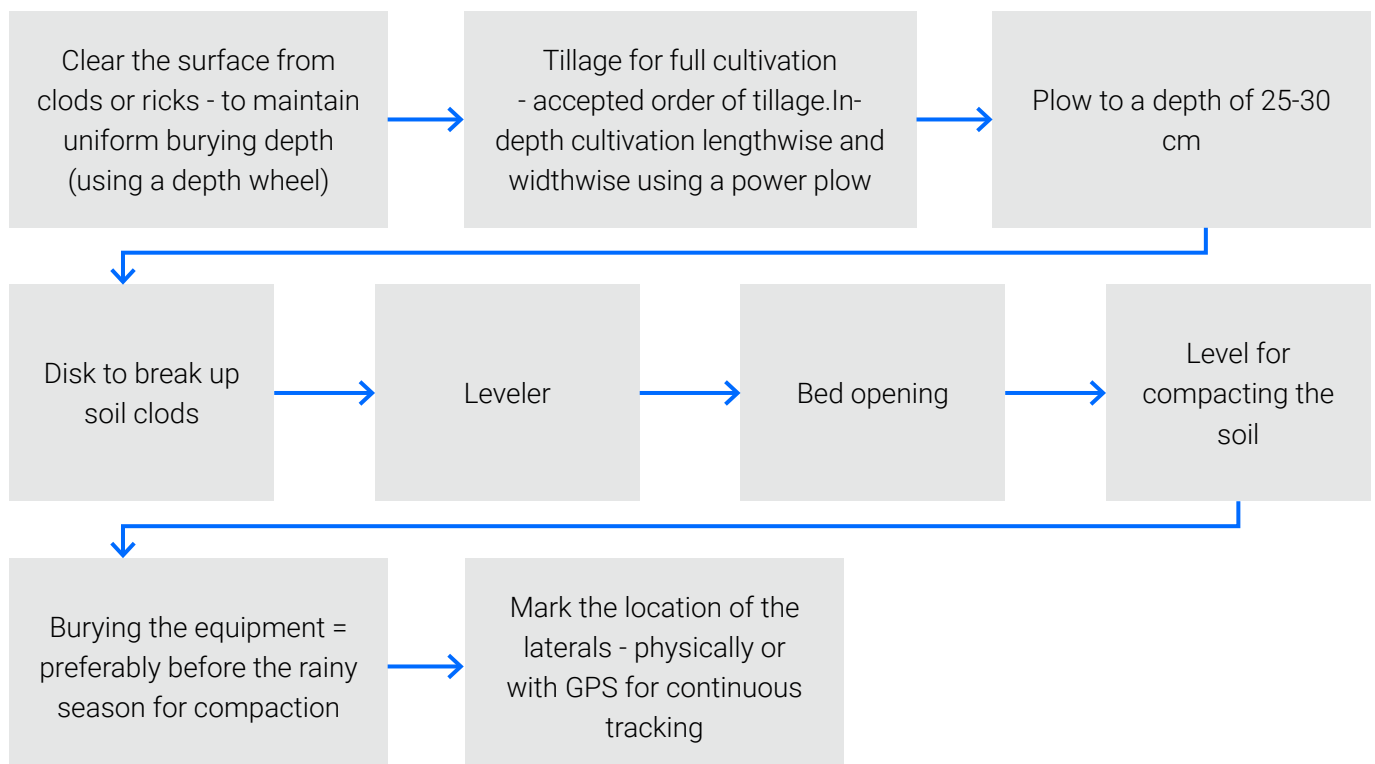 Clear the surface from
clods or ricks - to maintain
uniform burying depth
(using a depth wheel)
Tillage for full cultivation
- accepted order of tillage.In-
depth cultivation lengthwise and
widthwise using a power plow
Plow to a depth of 25-30
cm
Disk to break up
soil clods
Leveler
Bed opening
Level for
compacting the
soil
Burying the equipment =
preferably before the rainy
season for compaction
Mark the location of the
laterals - physically or
with GPS for continuous
tracking